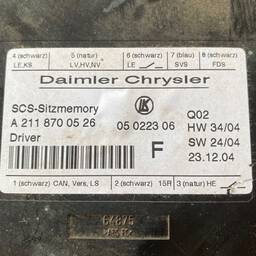 4 (schwarz) 5 (natur) 6 (schwarz) 7 (blau) 8 (schwarz)
LE,KS LV,HV,NV LE SVS FDS
Daimler Chrysler
SCS-Sitzmemory LK Q02
A 211 870 05 26 05 0223 06 HW 34/04
Driver F SW 24/04
23.12.04
1 (schwarz) CAN, Vers, LS 2 (schwarz) 15R 3 (natur) HE
64875